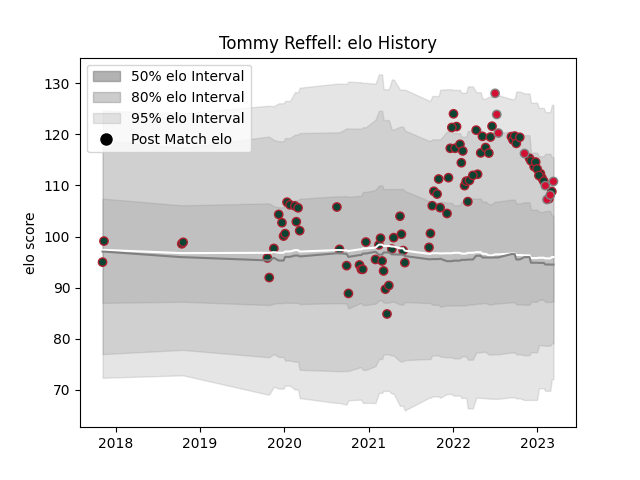 Tommy Reffell: elo History
50% elo Interval
80% elo Interval
95% elo Interval
Post Match elo
elo score
130
120
110
100
90
80
70
2018 2019 2020 2021 2022 2023